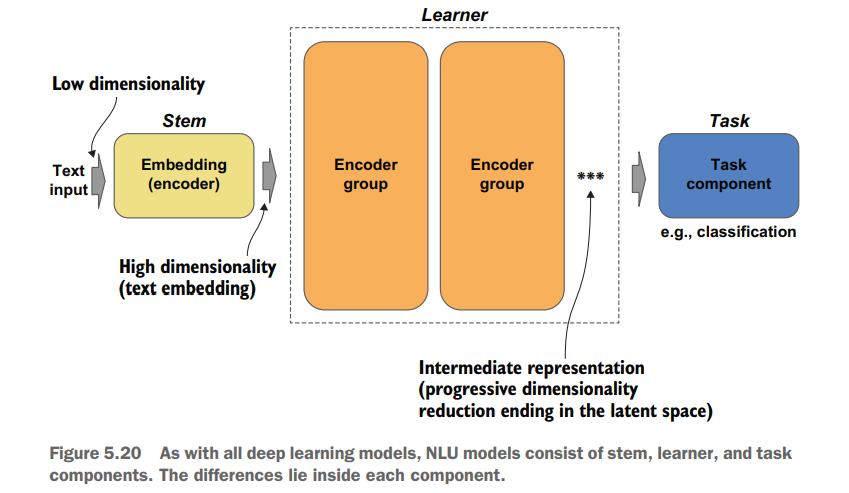 Learner
Low dimensionality
Stem
Task
Text
input
Embedding
(encoder)
Encoder
group
Encoder
group
***
Task
component
e.g., classification
High dimensionality
(text embedding)
Intermediate representation
(progressive dimensionality
reduction ending in the latent space)
Figure 5.20 As with all deep learning models, NLU models consist of stem, learner, and task
components. The differences lie inside each component.